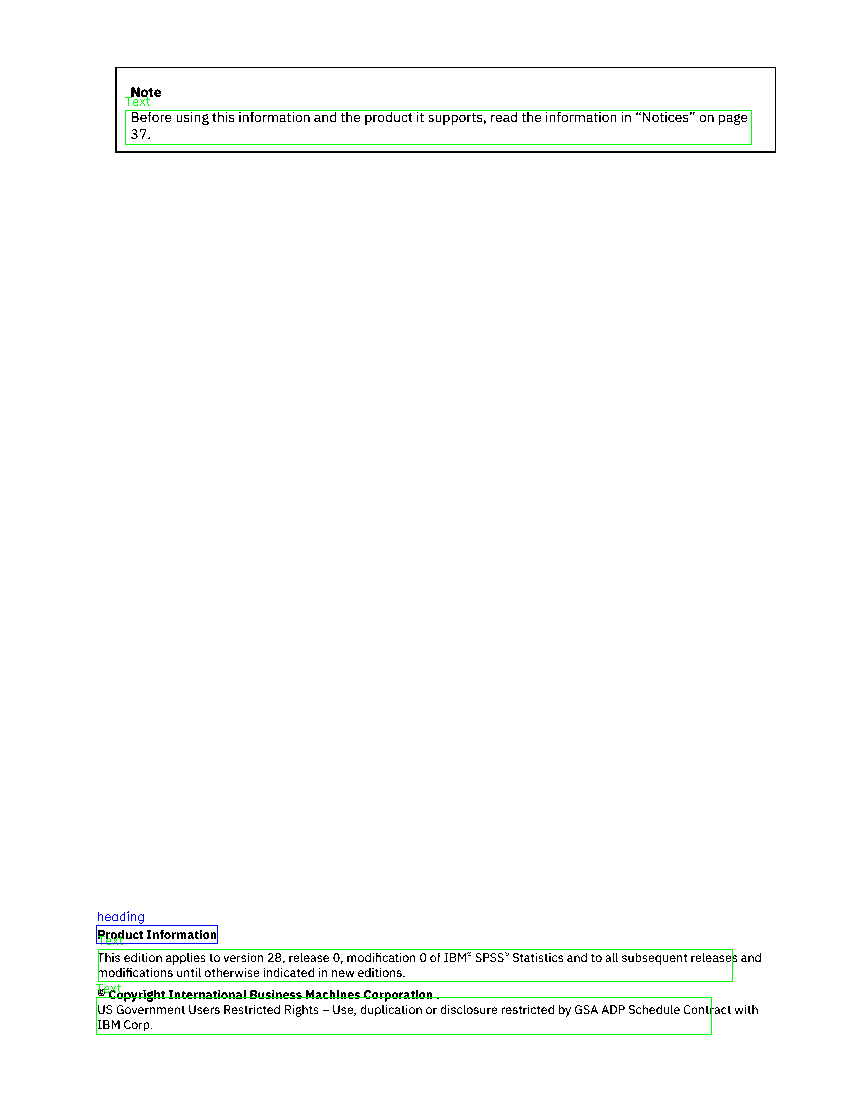 Note
Text
Before using this information and the product it supports, read the information in “Notices” on page
37.
heading
Product Information
Text
This edition applies to version 28, release 0, modification 0 of IBM® SPSS® Statistics and to all subsequent releases and
modifications until otherwise indicated in new editions.
Text
© Copyright International Business Machines Corporation .
US Government Users Restricted Rights – Use, duplication or disclosure restricted by GSA ADP Schedule Contract with
IBM Corp.